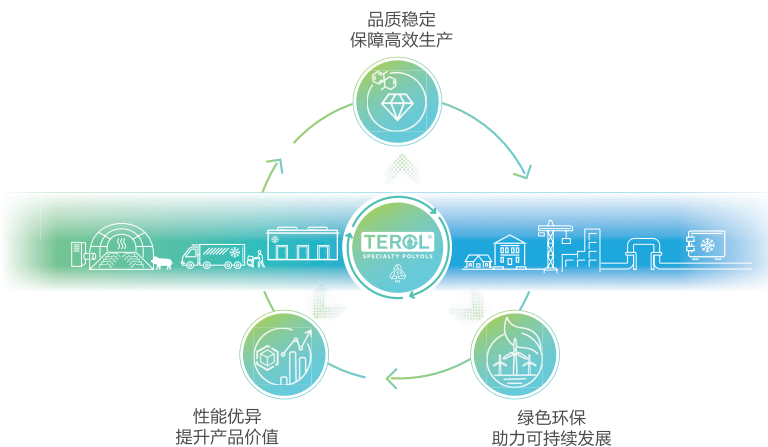 品质稳定
保障高效生产
TEROL®
SPECIALTY POLYOLS
性能优异
提升产品价值
绿色环保
助力可持续发展